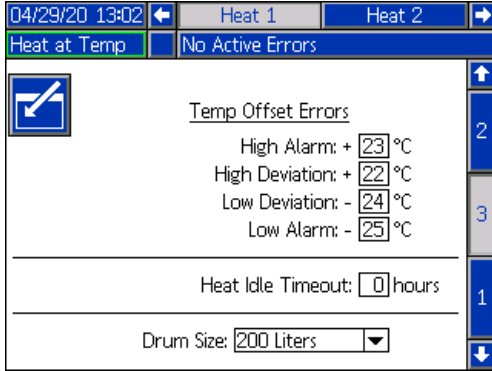 04/29/20 13:02 Heat 1 Heat 2
Heat at Temp No Active Errors
Temp Offset Errors
High Alarm: + 23 °C
High Deviation: + 22 °C
2
Low Deviation: - 24 °C
Low Alarm: - 25 °C
3
Heat Idle Timeout: 0 hours
1
Drum Size: 200 Liters